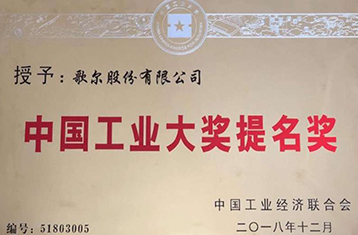 授予：歌尔股份有限公司
中国工业大奖提名奖
中国工业经济联合会
编号：51803005
二〇一八年十二月